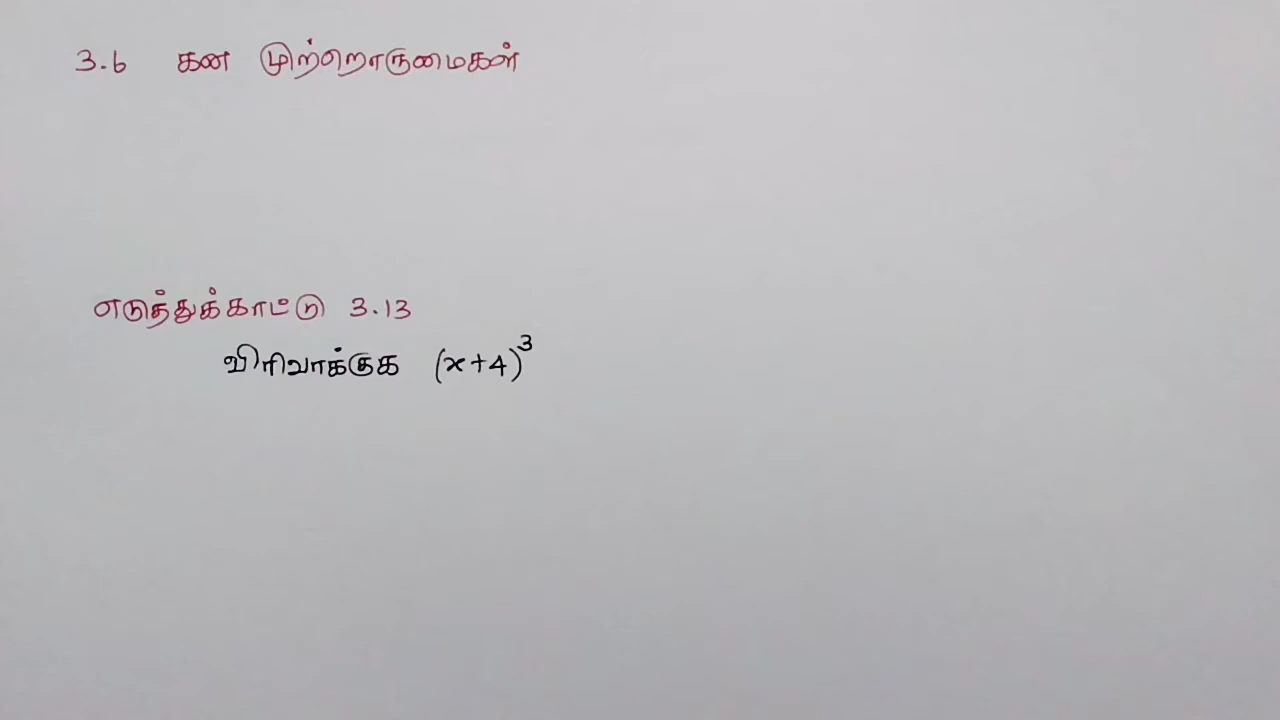 3.6 கன முற்றொருமைகள்
எடுத்துக்காட்டு 3.13
விரிவாக்குக (x+4)³